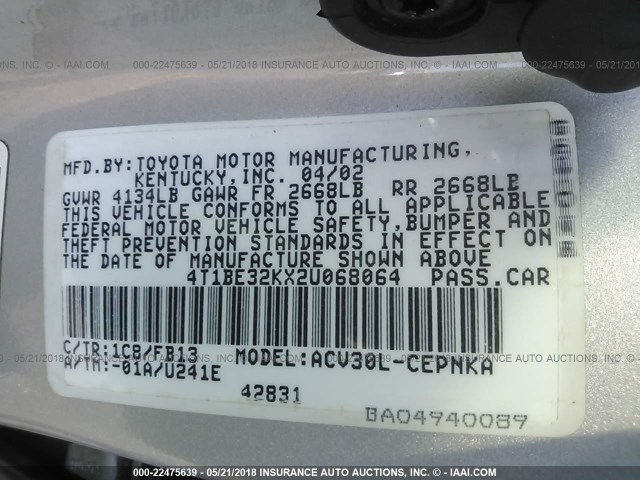 000-22475639 - 05/21/2018 INSURANCE AUTO AUCTIONS, INC. - © IAAI.COM
MFD.BY:TOYOTA MOTOR MANUFACTURING,
KENTUCKY,INC. 04/02
GVWR 4134LB GAWR FR 2668LB RR 2668LB
THIS VEHICLE CONFORMS TO ALL APPLICABLE
FEDERAL MOTOR VEHICLE SAFETY,BUMPER AND
THEFT PREVENTION STANDARDS IN EFFECT ON
THE DATE OF MANUFACTURE SHOWN ABOVE
4T1BE32KX2U068064 PASS.CAR
C/TR:1C8/FB13 MODEL:ACV30L-CEPNKA
A/TM:-01A/U241E
42831
BA04940089
000-22475639 - 05/21/2018 INSURANCE AUTO AUCTIONS, INC. - © IAAI.COM